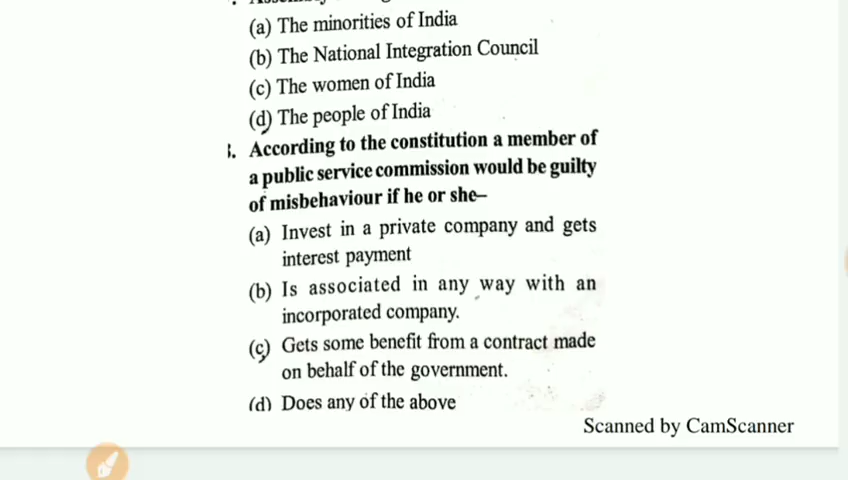 (a) The minorities of India
(b) The National Integration Council
(c) The women of India
(d) The people of India
. According to the constitution a member of
a public service commission would be guilty
of misbehaviour if he or she–
(a) Invest in a private company and gets
interest payment
(b) Is associated in any way with an
incorporated company.
(c) Gets some benefit from a contract made
on behalf of the government.
(d) Does any of the above
Scanned by CamScanner